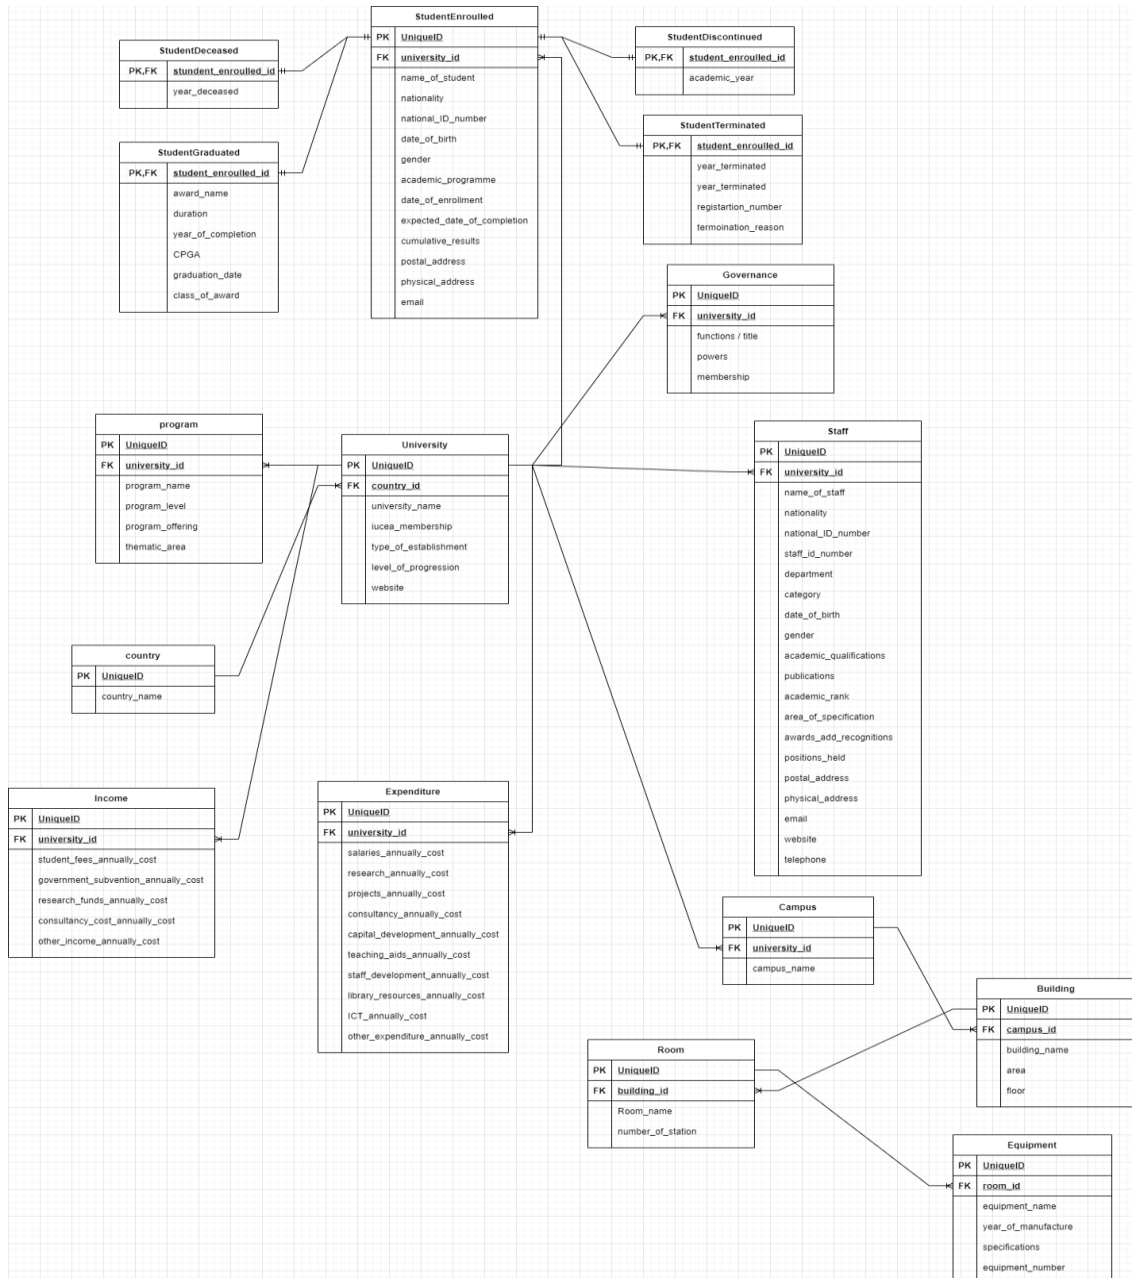 StudentEnroulled
PK UniqueID
FK university_id
name_of_student
nationality
national_ID_number
date_of_birth
gender
academic_programme
date_of_enrollment
expected_date_of_completion
cumulative_results
postal_address
physical_address
email
StudentDeceased
PK,FK stundent_enroulled_id
year_deceased
StudentGraduated
PK,FK student_enroulled_id
award_name
duration
year_of_completion
CPGA
graduation_date
class_of_award
StudentDiscontinued
PK,FK student_enroulled_id
academic_year
StudentTerminated
PK,FK student_enroulled_id
year_terminated
year_terminated
registartion_number
termoination_reason
Governance
PK UniqueID
FK university_id
functions / title
powers
membership
program
PK UniqueID
FK university_id
program_name
program_level
program_offering
thematic_area
University
PK UniqueID
FK country_id
university_name
iucea_membership
type_of_establishment
level_of_progression
website
Staff
PK UniqueID
FK university_id
name_of_staff
nationality
national_ID_number
staff_id_number
department
category
date_of_birth
gender
academic_qualifications
publications
academic_rank
area_of_specification
awards_add_recognitions
positions_held
postal_address
physical_address
email
website
telephone
country
PK UniqueID
country_name
Income
PK UniqueID
FK university_id
student_fees_annually_cost
government_subvention_annually_cost
research_funds_annually_cost
consultancy_cost_annually_cost
other_income_annually_cost
Expenditure
PK UniqueID
FK university_id
salaries_annually_cost
research_annually_cost
projects_annually_cost
consultancy_annually_cost
capital_development_annually_cost
teaching_aids_annually_cost
staff_development_annually_cost
library_resources_annually_cost
ICT_annually_cost
other_expenditure_annually_cost
Campus
PK UniqueID
FK university_id
campus_name
Building
PK UniqueID
FK campus_id
building_name
area
floor
Room
PK UniqueID
FK building_id
Room_name
number_of_station
Equipment
PK UniqueID
FK room_id
equipment_name
year_of_manufacture
specifications
equipment_number